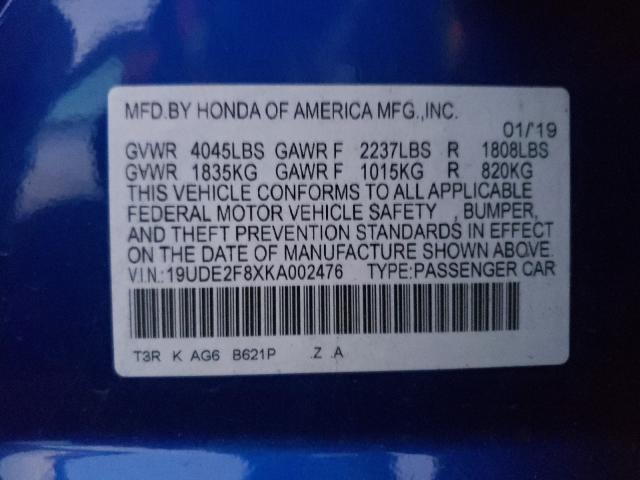 MFD.BY HONDA OF AMERICA MFG.,INC.
01/'19
GVWR 4045LBS GAWR F 2237LBS R 1808LBS
GVWR 1835KG GAWR F 1015KG R 820KG
THIS VEHICLE CONFORMS TO ALL APPLICABLE
FEDERAL MOTOR VEHICLE SAFETY ,BUMPER,
AND THEFT PREVENTION STANDARDS IN EFFECT
ON THE DATE OF MANUFACTURE SHOWN ABOVE.
V.I.N.:19UDE2F8XKA002476 TYPE:PASSENGER CAR
T3R K AG6 B621P .Z .A